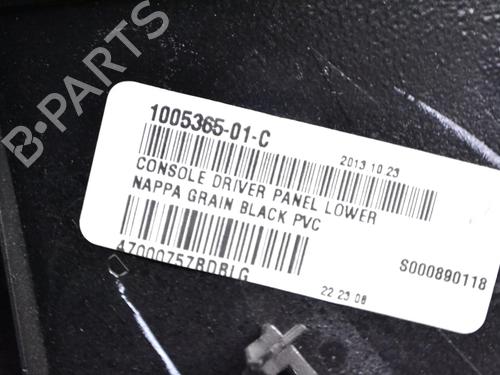 B-PARTS
1005365-01-C
2013 10 23
CONSOLE DRIVER PANEL LOWER
NAPPA GRAIN BLACK PVC
S000890118
22 23 08